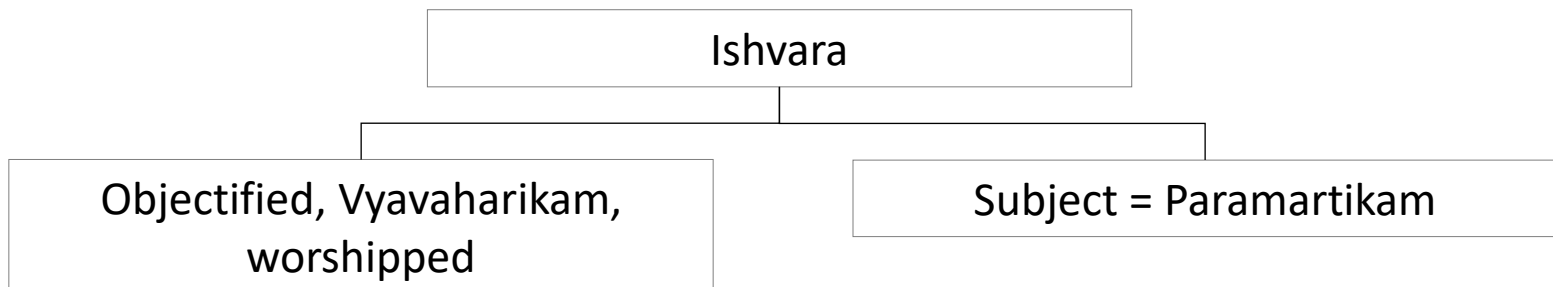 Ishvara
Objectified, Vyavaharikam,
worshipped
Subject = Paramartikam